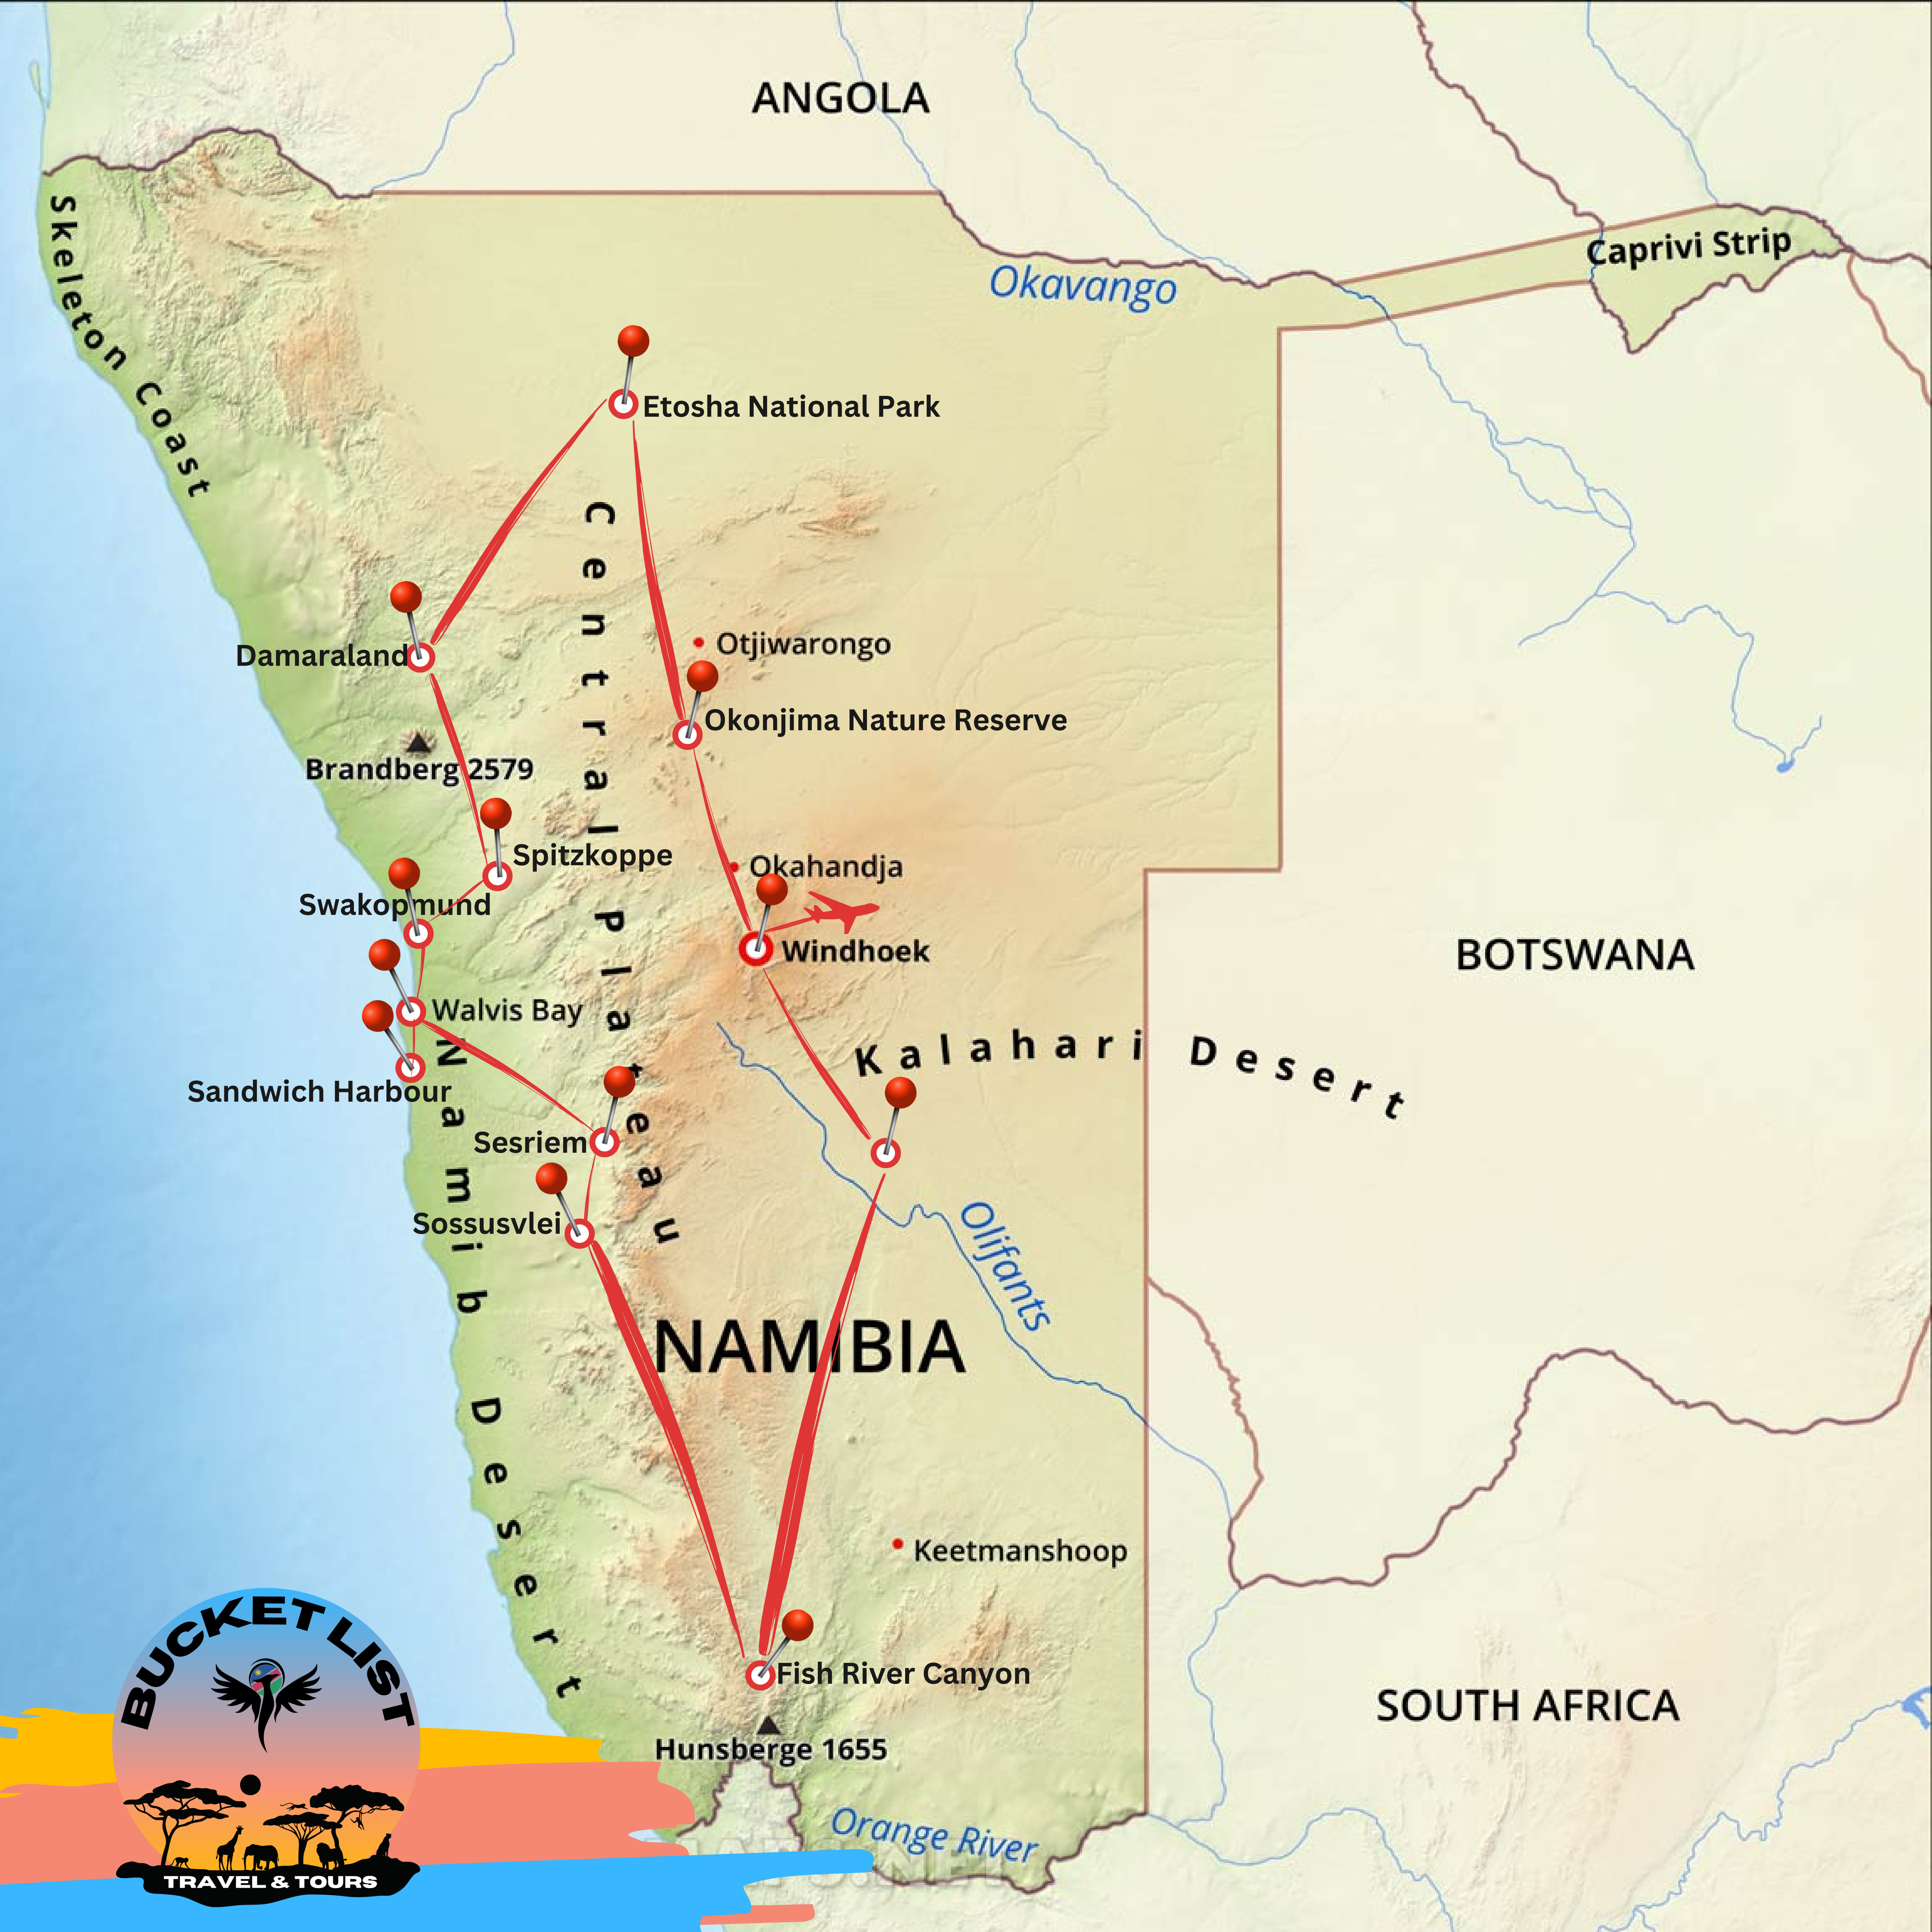 ANGOLA
Skeleton Coast
Caprivi Strip
Okavango
Etosha National Park
Central Plateau
Otjiwarongo
Damaraland
Okonjima Nature Reserve
Brandberg 2579
Spitzkoppe
Okahandja
Swakopmund
Windhoek
BOTSWANA
Walvis Bay
Kalahari Desert
Namib Desert
Sandwich Harbour
Sesriem
Sossusvlei
Olifants
NAMIBIA
Keetmanshoop
Fish River Canyon
SOUTH AFRICA
Hunsberge 1655
Orange River
BUCKET LIST
TRAVEL & TOURS